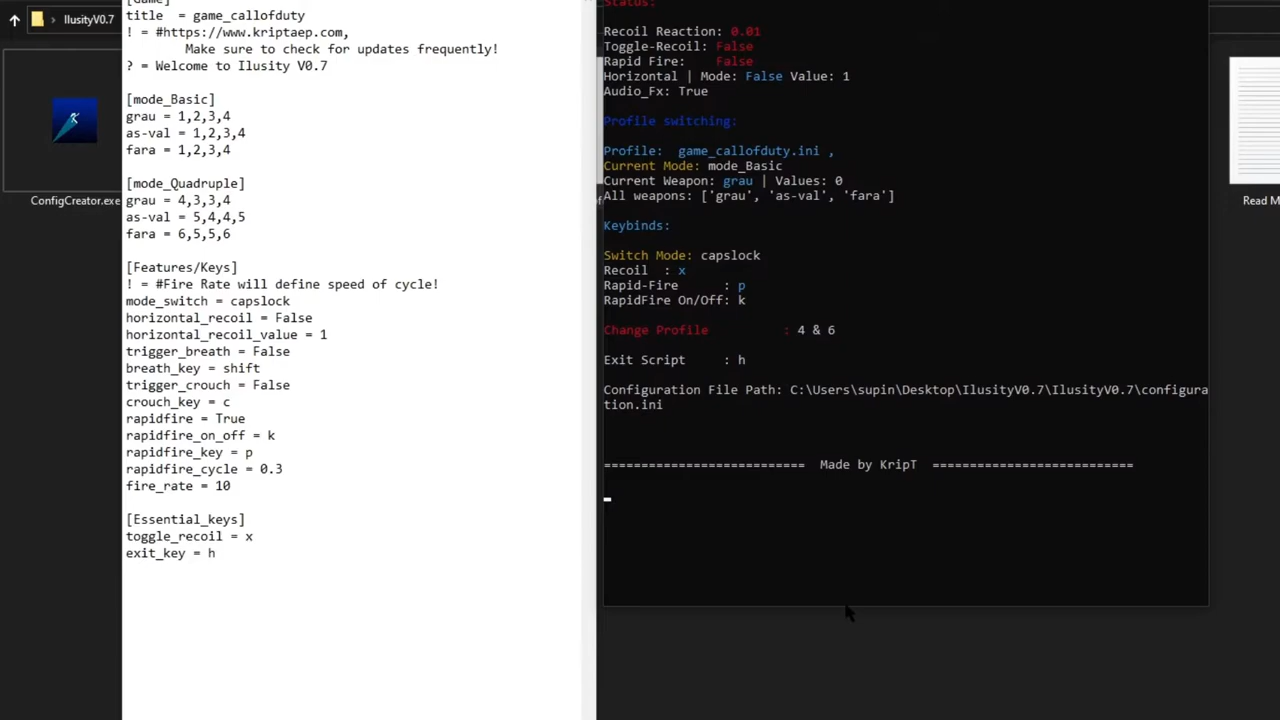 IlusityV0.7
ConfigCreator.exe
[Game]
title  = game_callofduty
! = #https://www.kriptaep.com,
        Make sure to check for updates frequently!
? = Welcome to Ilusity V0.7
[mode_Basic]
grau = 1,2,3,4
as-val = 1,2,3,4
fara = 1,2,3,4
[mode_Quadruple]
grau = 4,3,3,4
as-val = 5,4,4,5
fara = 6,5,5,6
[Features/Keys]
! = #Fire Rate will define speed of cycle!
mode_switch = capslock
horizontal_recoil = False
horizontal_recoil_value = 1
trigger_breath = False
breath_key = shift
trigger_crouch = False
crouch_key = c
rapidfire = True
rapidfire_on_off = k
rapidfire_key = p
rapidfire_cycle = 0.3
fire_rate = 10
[Essential_keys]
toggle_recoil = x
exit_key = h
Status:
Recoil Reaction: 0.01
Toggle-Recoil: False
Rapid Fire:    False
Horizontal | Mode: False Value: 1
Audio_Fx: True
Profile switching:
Profile:  game_callofduty.ini ,
Current Mode: mode_Basic
Current Weapon: grau | Values: 0
All weapons: ['grau', 'as-val', 'fara']
Keybinds:
Switch Mode: capslock
Recoil  : x
Rapid-Fire      : p
RapidFire On/Off: k
Change Profile          : 4 & 6
Exit Script     : h
Configuration File Path: C:\Users\supin\Desktop\IlusityV0.7\IlusityV0.7\configura
tion.ini
===========================  Made by KripT  ===========================
Read M